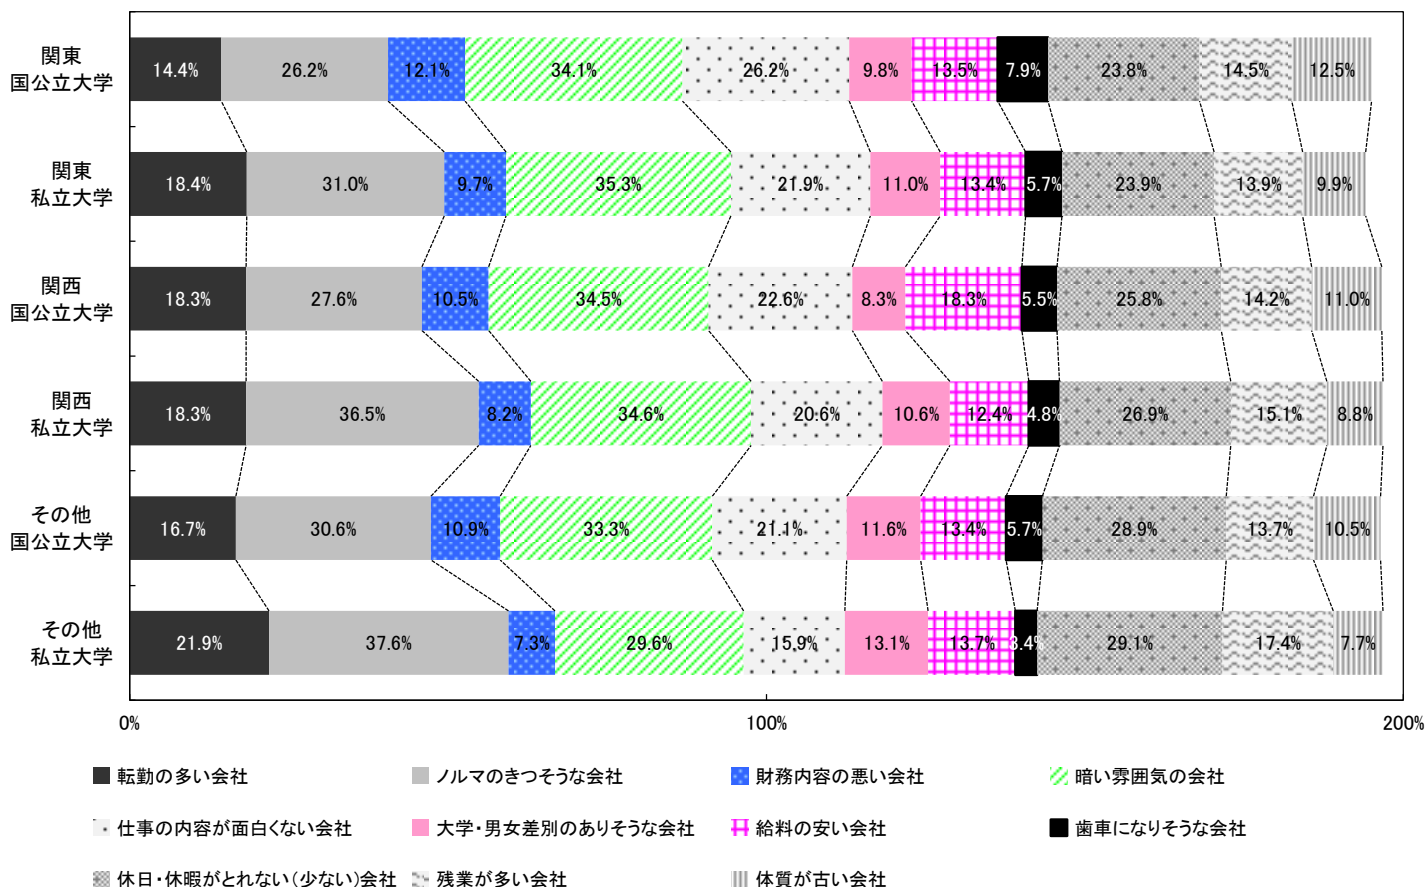 関東
国公立大学
14.4% 26.2% 12.1% 34.1% 26.2% 9.8% 13.5% 7.9% 23.8% 14.5% 12.5%
関東
私立大学
18.4% 31.0% 9.7% 35.3% 21.9% 11.0% 13.4% 5.7% 23.9% 13.9% 9.9%
関西
国公立大学
18.3% 27.6% 10.5% 34.5% 22.6% 8.3% 18.3% 5.5% 25.8% 14.2% 11.0%
関西
私立大学
18.3% 36.5% 8.2% 34.6% 20.6% 10.6% 12.4% 4.8% 26.9% 15.1% 8.8%
その他
国公立大学
16.7% 30.6% 10.9% 33.3% 21.1% 11.6% 13.4% 5.7% 28.9% 13.7% 10.5%
その他
私立大学
21.9% 37.6% 7.3% 29.6% 15.9% 13.1% 13.7% 3.4% 29.1% 17.4% 7.7%
0% 100% 200%
転勤の多い会社 ノルマのきつそうな会社 財務内容の悪い会社 暗い雰囲気の会社
仕事の内容が面白くない会社 大学・男女差別のありそうな会社 給料の安い会社 歯車になりそうな会社
休日・休暇がとれない(少ない)会社 残業が多い会社 体質が古い会社